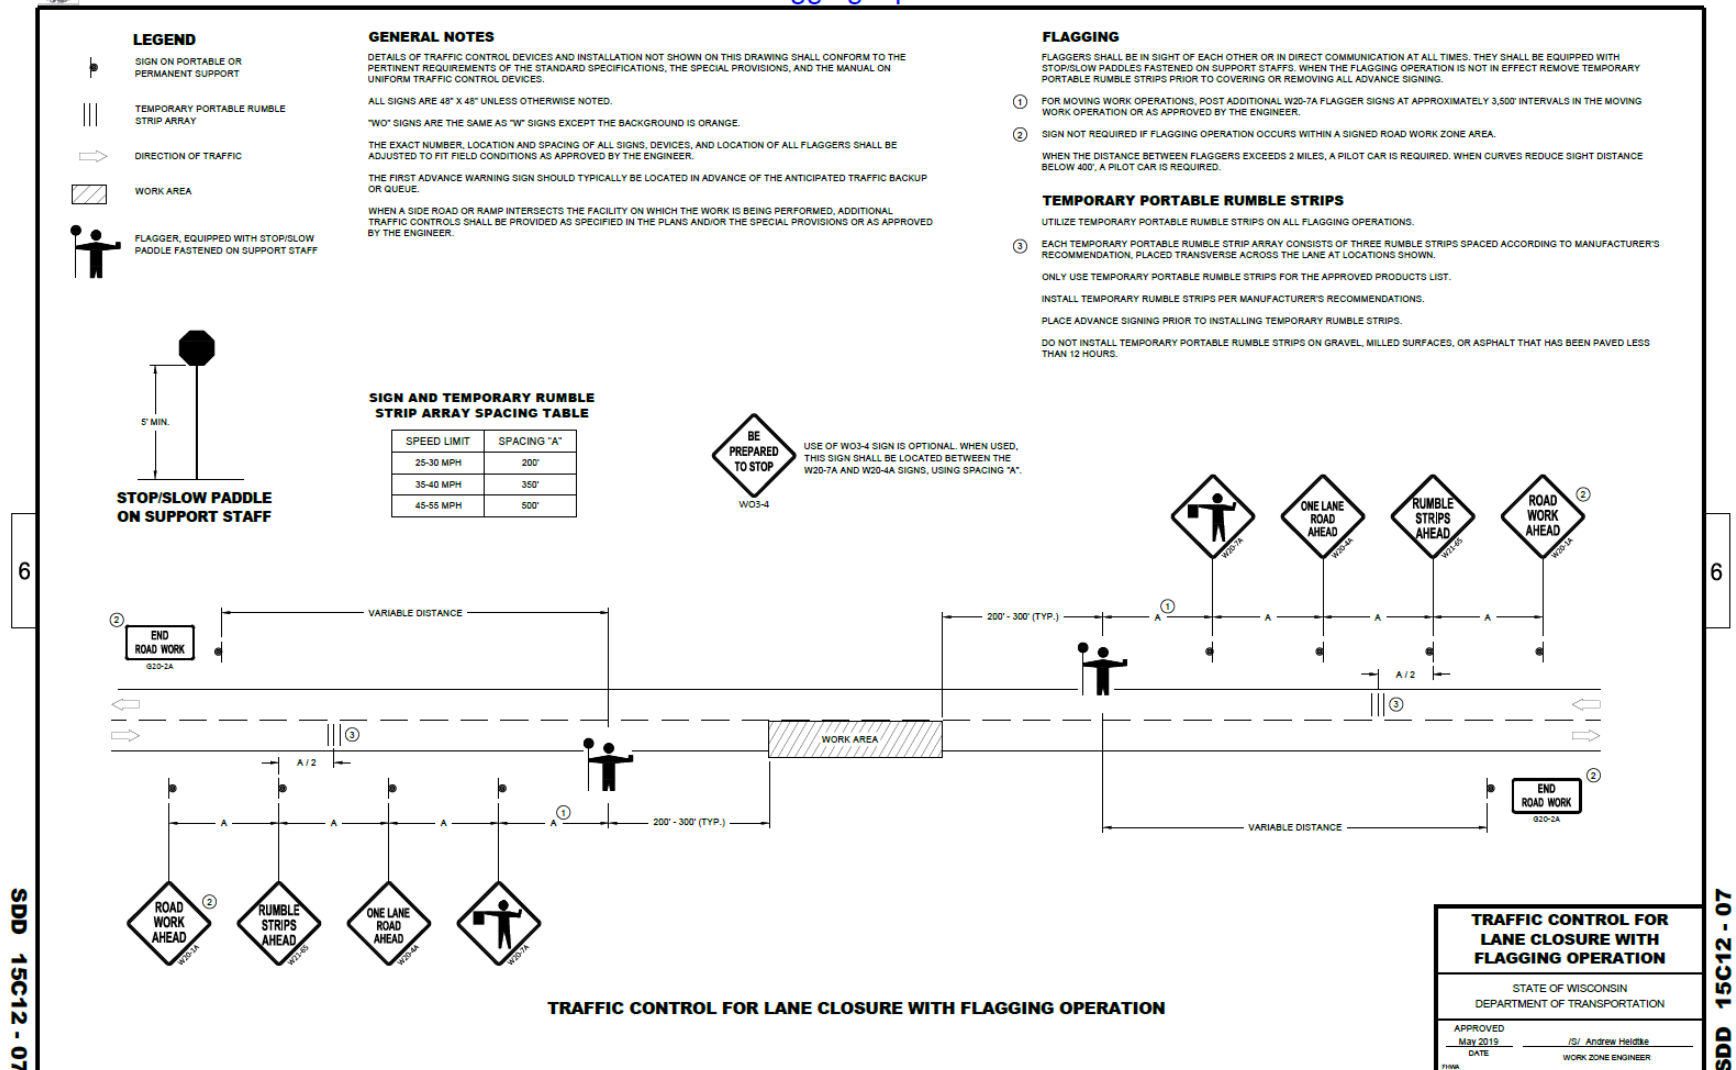 LEGEND
SIGN ON PORTABLE OR
PERMANENT SUPPORT
TEMPORARY PORTABLE RUMBLE
STRIP ARRAY
DIRECTION OF TRAFFIC
WORK AREA
FLAGGER, EQUIPPED WITH STOP/SLOW
PADDLE FASTENED ON SUPPORT STAFF
GENERAL NOTES
DETAILS OF TRAFFIC CONTROL DEVICES AND INSTALLATION NOT SHOWN ON THIS DRAWING SHALL CONFORM TO THE
PERTINENT REQUIREMENTS OF THE STANDARD SPECIFICATIONS, THE SPECIAL PROVISIONS, AND THE MANUAL ON
UNIFORM TRAFFIC CONTROL DEVICES.
ALL SIGNS ARE 48" X 48" UNLESS OTHERWISE NOTED.
"WO" SIGNS ARE THE SAME AS "W" SIGNS EXCEPT THE BACKGROUND IS ORANGE.
THE EXACT NUMBER, LOCATION AND SPACING OF ALL SIGNS, DEVICES, AND LOCATION OF ALL FLAGGERS SHALL BE
ADJUSTED TO FIT FIELD CONDITIONS AS APPROVED BY THE ENGINEER.
THE FIRST ADVANCE WARNING SIGN SHOULD TYPICALLY BE LOCATED IN ADVANCE OF THE ANTICIPATED TRAFFIC BACKUP
OR QUEUE.
WHEN A SIDE ROAD OR RAMP INTERSECTS THE FACILITY ON WHICH THE WORK IS BEING PERFORMED, ADDITIONAL
TRAFFIC CONTROLS SHALL BE PROVIDED AS SPECIFIED IN THE PLANS AND/OR THE SPECIAL PROVISIONS OR AS APPROVED
BY THE ENGINEER.
FLAGGING
FLAGGERS SHALL BE IN SIGHT OF EACH OTHER OR IN DIRECT COMMUNICATION AT ALL TIMES. THEY SHALL BE EQUIPPED WITH
STOP/SLOW PADDLES FASTENED ON SUPPORT STAFFS. WHEN THE FLAGGING OPERATION IS NOT IN EFFECT REMOVE TEMPORARY
PORTABLE RUMBLE STRIPS PRIOR TO COVERING OR REMOVING ALL ADVANCE SIGNING.
1 FOR MOVING WORK OPERATIONS, POST ADDITIONAL W20-7A FLAGGER SIGNS AT APPROXIMATELY 3,500' INTERVALS IN THE MOVING
WORK OPERATION OR AS APPROVED BY THE ENGINEER.
2 SIGN NOT REQUIRED IF FLAGGING OPERATION OCCURS WITHIN A SIGNED ROAD WORK ZONE AREA.
WHEN THE DISTANCE BETWEEN FLAGGERS EXCEEDS 2 MILES, A PILOT CAR IS REQUIRED. WHEN CURVES REDUCE SIGHT DISTANCE
BELOW 400', A PILOT CAR IS REQUIRED.
TEMPORARY PORTABLE RUMBLE STRIPS
UTILIZE TEMPORARY PORTABLE RUMBLE STRIPS ON ALL FLAGGING OPERATIONS.
3 EACH TEMPORARY PORTABLE RUMBLE STRIP ARRAY CONSISTS OF THREE RUMBLE STRIPS SPACED ACCORDING TO MANUFACTURER'S
RECOMMENDATION, PLACED TRANSVERSE ACROSS THE LANE AT LOCATIONS SHOWN.
ONLY USE TEMPORARY PORTABLE RUMBLE STRIPS FOR THE APPROVED PRODUCTS LIST.
INSTALL TEMPORARY RUMBLE STRIPS PER MANUFACTURER'S RECOMMENDATIONS.
PLACE ADVANCE SIGNING PRIOR TO INSTALLING TEMPORARY RUMBLE STRIPS.
DO NOT INSTALL TEMPORARY PORTABLE RUMBLE STRIPS ON GRAVEL, MILLED SURFACES, OR ASPHALT THAT HAS BEEN PAVED LESS
THAN 12 HOURS.
5' MIN.
STOP/SLOW PADDLE
ON SUPPORT STAFF
SIGN AND TEMPORARY RUMBLE
STRIP ARRAY SPACING TABLE
SPEED LIMIT SPACING "A"
25-30 MPH 200'
35-40 MPH 350'
45-55 MPH 500'
BE
PREPARED
TO STOP
WO3-4
USE OF WO3-4 SIGN IS OPTIONAL. WHEN USED,
THIS SIGN SHALL BE LOCATED BETWEEN THE
W20-7A AND W20-4A SIGNS, USING SPACING "A".
W20-7A
ONE LANE
ROAD
AHEAD
W20-4A
RUMBLE
STRIPS
AHEAD
W21-65
ROAD
WORK
AHEAD
W20-1A
2
6
6
2
END
ROAD WORK
G20-2A
VARIABLE DISTANCE
200' - 300' (TYP.)
A 1 A A A
A / 2
3
3
WORK AREA
A / 2
A A A A 1
200' - 300' (TYP.)
VARIABLE DISTANCE
2
END
ROAD WORK
G20-2A
ROAD
WORK
AHEAD
W20-1A
2
RUMBLE
STRIPS
AHEAD
W21-65
ONE LANE
ROAD
AHEAD
W20-4A
W20-7A
TRAFFIC CONTROL FOR LANE CLOSURE WITH FLAGGING OPERATION
SDD 15C12 - 07
SDD 15C12 - 07
TRAFFIC CONTROL FOR
LANE CLOSURE WITH
FLAGGING OPERATION
STATE OF WISCONSIN
DEPARTMENT OF TRANSPORTATION
APPROVED
May 2019 /S/ Andrew Heidtke
DATE WORK ZONE ENGINEER
FHWA